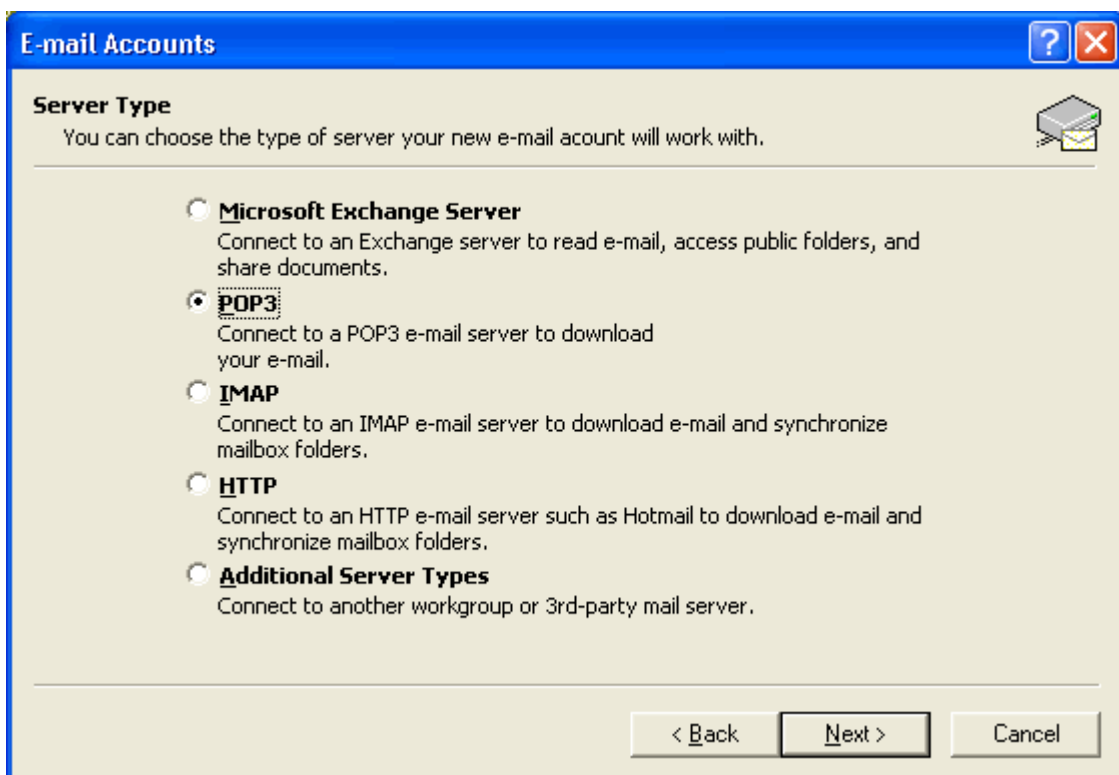 E-mail Accounts
?
Server Type
You can choose the type of server your new e-mail acount will work with.
Microsoft Exchange Server
Connect to an Exchange server to read e-mail, access public folders, and
share documents.
POP3
Connect to a POP3 e-mail server to download
your e-mail.
IMAP
Connect to an IMAP e-mail server to download e-mail and synchronize
mailbox folders.
HTTP
Connect to an HTTP e-mail server such as Hotmail to download e-mail and
synchronize mailbox folders.
Additional Server Types
Connect to another workgroup or 3rd-party mail server.
< Back Next > Cancel